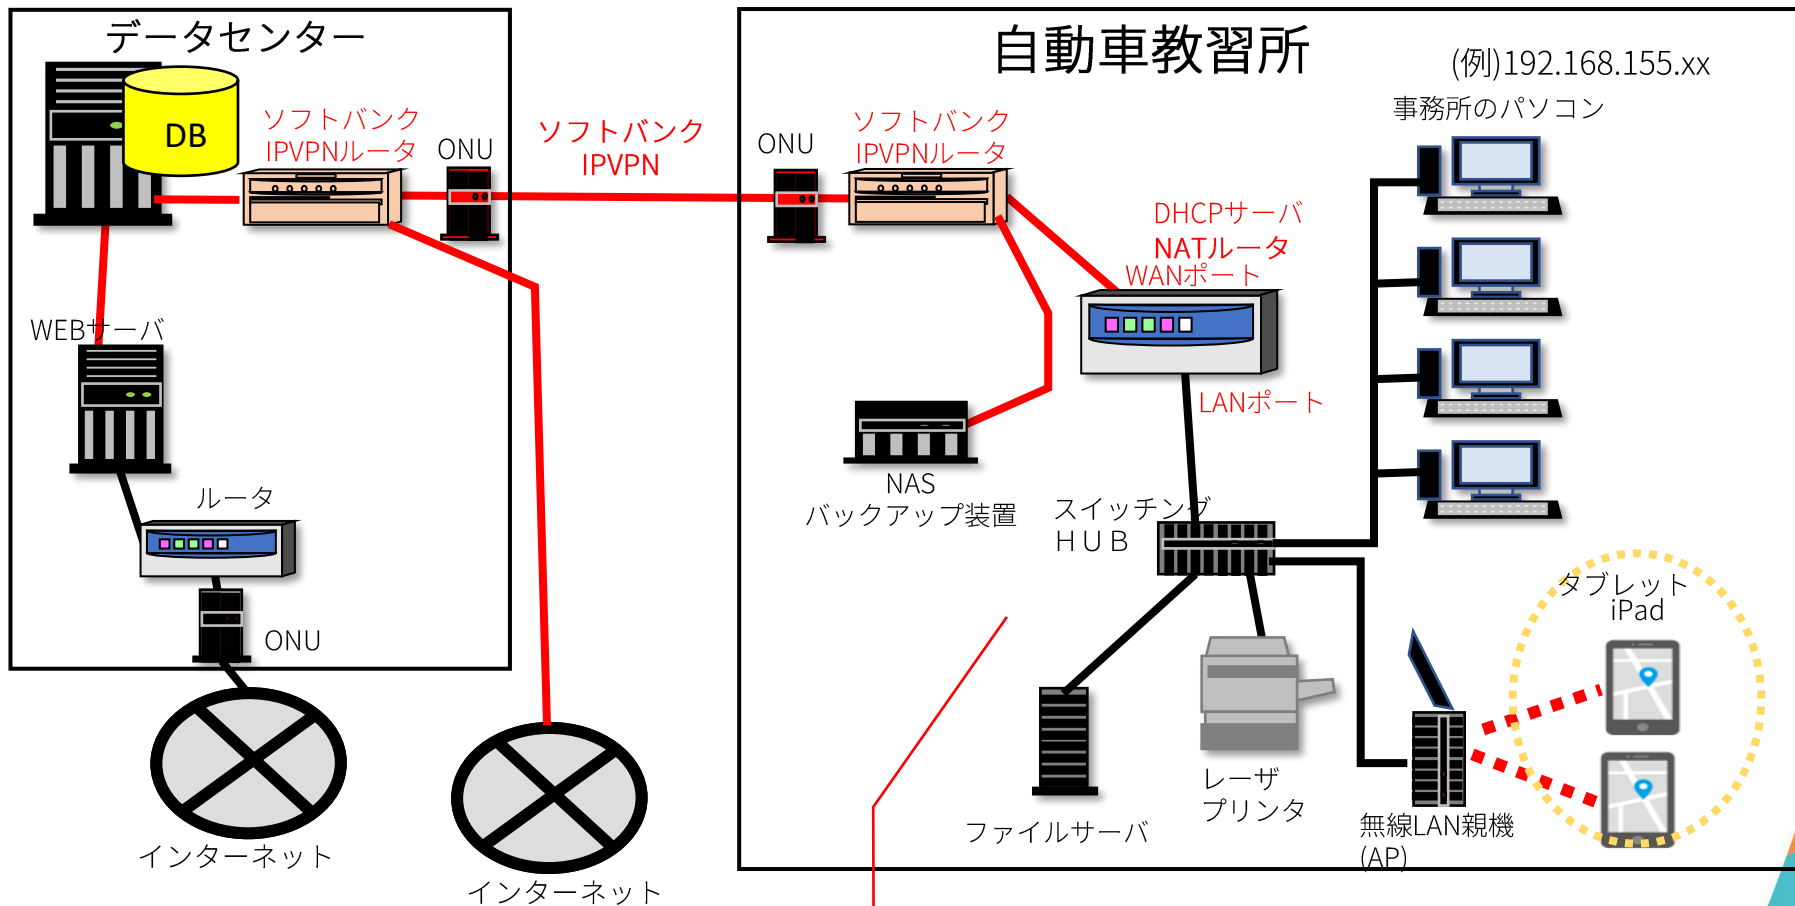 データセンター
DB
ソフトバンク
IPVPNルータ
ONU
WEBサーバ
ルータ
ONU
インターネット
インターネット
ソフトバンク
IPVPN
自動車教習所
(例)192.168.155.xx
事務所のパソコン
ONU
ソフトバンク
IPVPNルータ
DHCPサーバ
NATルータ
WANポート
LANポート
NAS
バックアップ装置
スイッチング
ＨＵＢ
タブレット
iPad
ファイルサーバ
レーザ
プリンタ
無線LAN親機
(AP)